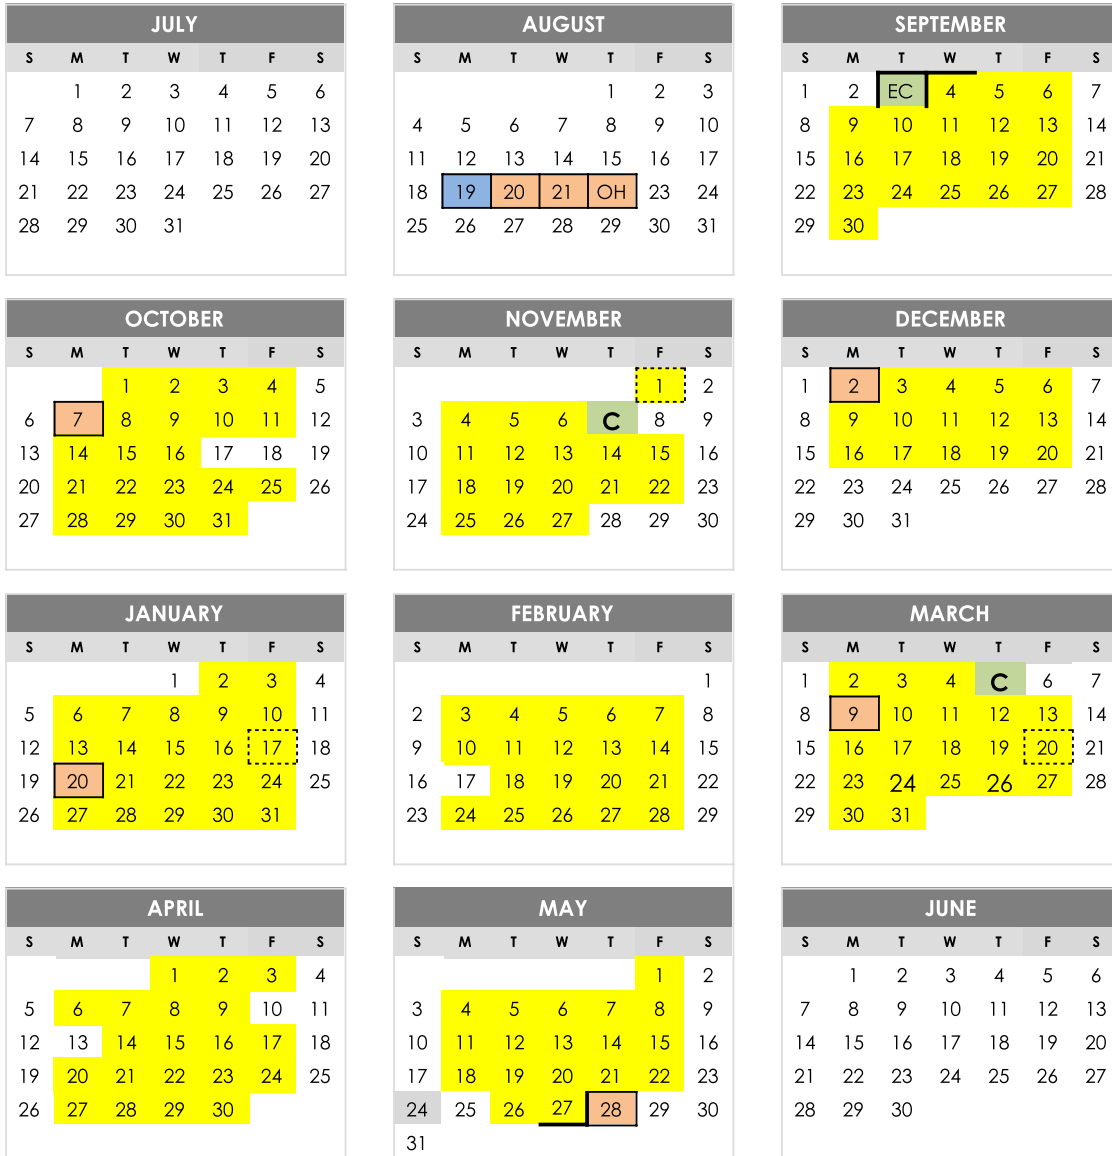 JULY
S M T W T F S
1 2 3 4 5 6
7 8 9 10 11 12 13
14 15 16 17 18 19 20
21 22 23 24 25 26 27
28 29 30 31
AUGUST
S M T W T F S
1 2 3
4 5 6 7 8 9 10
11 12 13 14 15 16 17
18 19 20 21 OH 23 24
25 26 27 28 29 30 31
SEPTEMBER
S M T W T F S
1 2 EC 4 5 6 7
8 9 10 11 12 13 14
15 16 17 18 19 20 21
22 23 24 25 26 27 28
29 30
OCTOBER
S M T W T F S
1 2 3 4 5
6 7 8 9 10 11 12
13 14 15 16 17 18 19
20 21 22 23 24 25 26
27 28 29 30 31
NOVEMBER
S M T W T F S
1 2
3 4 5 6 C 8 9
10 11 12 13 14 15 16
17 18 19 20 21 22 23
24 25 26 27 28 29 30
DECEMBER
S M T W T F S
1 2 3 4 5 6 7
8 9 10 11 12 13 14
15 16 17 18 19 20 21
22 23 24 25 26 27 28
29 30 31
JANUARY
S M T W T F S
1 2 3 4
5 6 7 8 9 10 11
12 13 14 15 16 17 18
19 20 21 22 23 24 25
26 27 28 29 30 31
FEBRUARY
S M T W T F S
1
2 3 4 5 6 7 8
9 10 11 12 13 14 15
16 17 18 19 20 21 22
23 24 25 26 27 28 29
MARCH
S M T W T F S
1 2 3 4 C 6 7
8 9 10 11 12 13 14
15 16 17 18 19 20 21
22 23 24 25 26 27 28
29 30 31
APRIL
S M T W T F S
1 2 3 4
5 6 7 8 9 10 11
12 13 14 15 16 17 18
19 20 21 22 23 24 25
26 27 28 29 30
MAY
S M T W T F S
1 2
3 4 5 6 7 8 9
10 11 12 13 14 15 16
17 18 19 20 21 22 23
24 25 26 27 28 29 30
31
JUNE
S M T W T F S
1 2 3 4 5 6
7 8 9 10 11 12 13
14 15 16 17 18 19 20
21 22 23 24 25 26 27
28 29 30